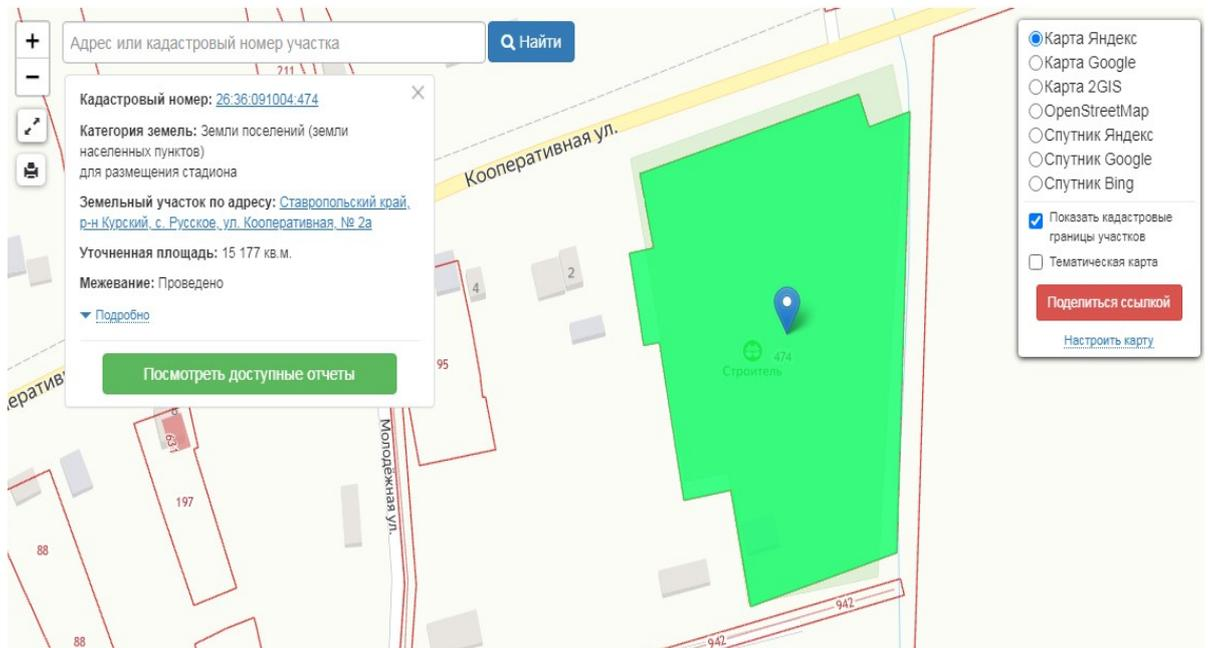 +
Адрес или кадастровый номер участка
Найти
−
211
Кадастровый номер: 26:36:091004:474
Категория земель: Земли поселений (земли
населенных пунктов)
для размещения стадиона
Земельный участок по адресу: Ставропольский край,
р-н Курский, с. Русское, ул. Кооперативная, № 2а
Уточненная площадь: 15 177 кв.м.
Межевание: Проведено
Подробно
Посмотреть доступные отчеты
Карта Яндекс
Карта Google
Карта 2GIS
OpenStreetMap
Спутник Яндекс
Спутник Google
Спутник Bing
Показать кадастровые
границы участков
Тематическая карта
Поделиться ссылкой
Настроить карту
Кооперативная ул.
2
4
95
474
Строитель
ератив
631
197
Молодёжная ул.
88
88
942
942